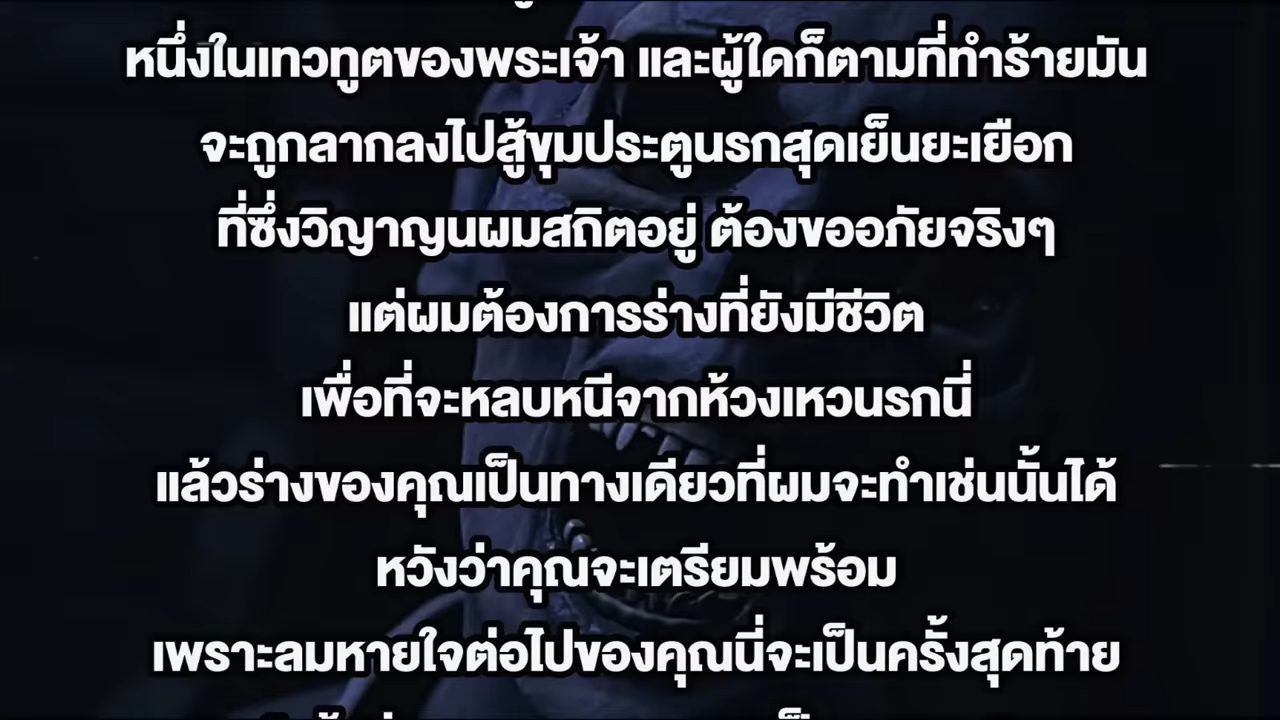 หนึ่งในเทวทูตของพระเจ้า และผู้ใดก็ตามที่ทำร้ายมัน
จะถูกลากลงไปสู้ขุมประตูนรกสุดเย็นยะเยือก
ที่ซึ่งวิญาญนผมสถิตอยู่ ต้องขออภัยจริงๆ
แต่ผมต้องการร่างที่ยังมีชีวิต
เพื่อที่จะหลบหนีจากห้วงเหวนรกนี่
แล้วร่างของคุณเป็นทางเดียวที่ผมจะทำเช่นนั้นได้
หวังว่าคุณจะเตรียมพร้อม
เพราะลมหายใจต่อไปของคุณนี่จะเป็นครั้งสุดท้าย